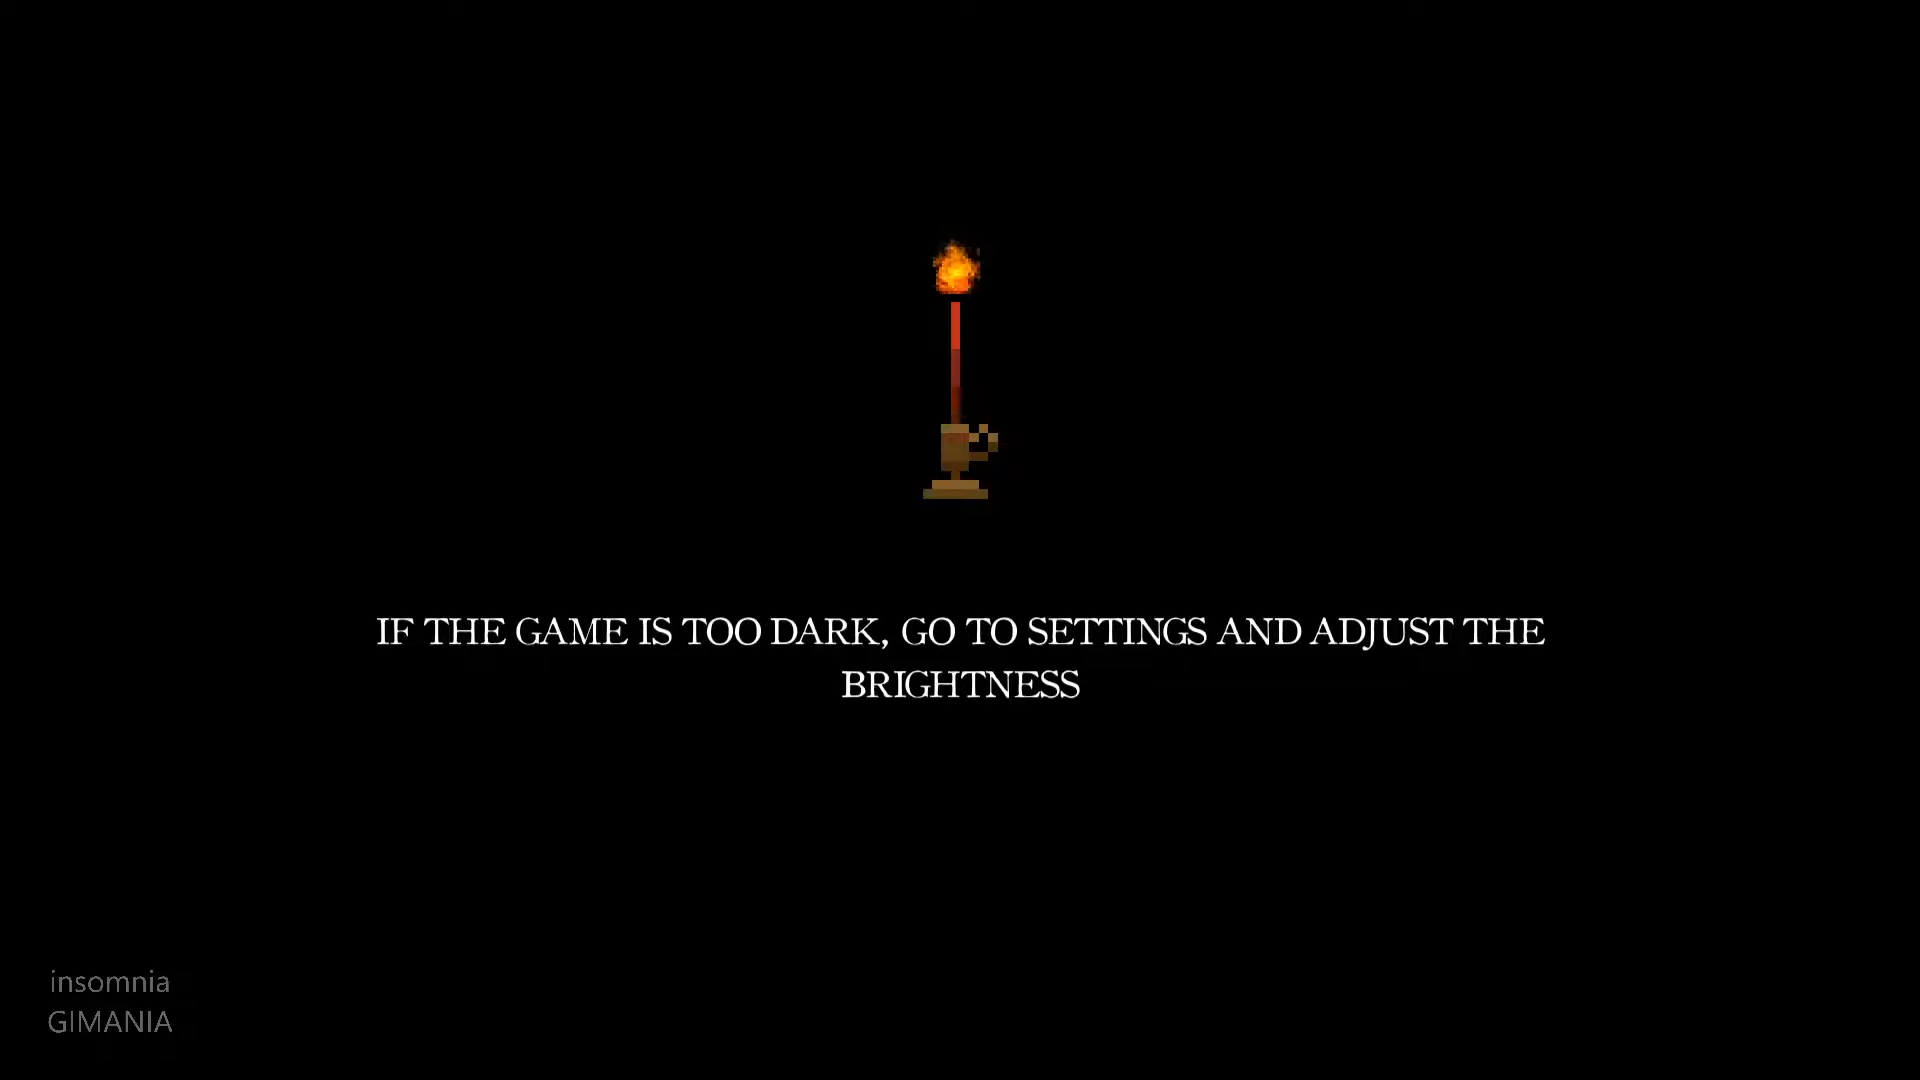 IF THE GAME IS TOO DARK, GO TO SETTINGS AND ADJUST THE
BRIGHTNESS
insomnia
GIMANIA